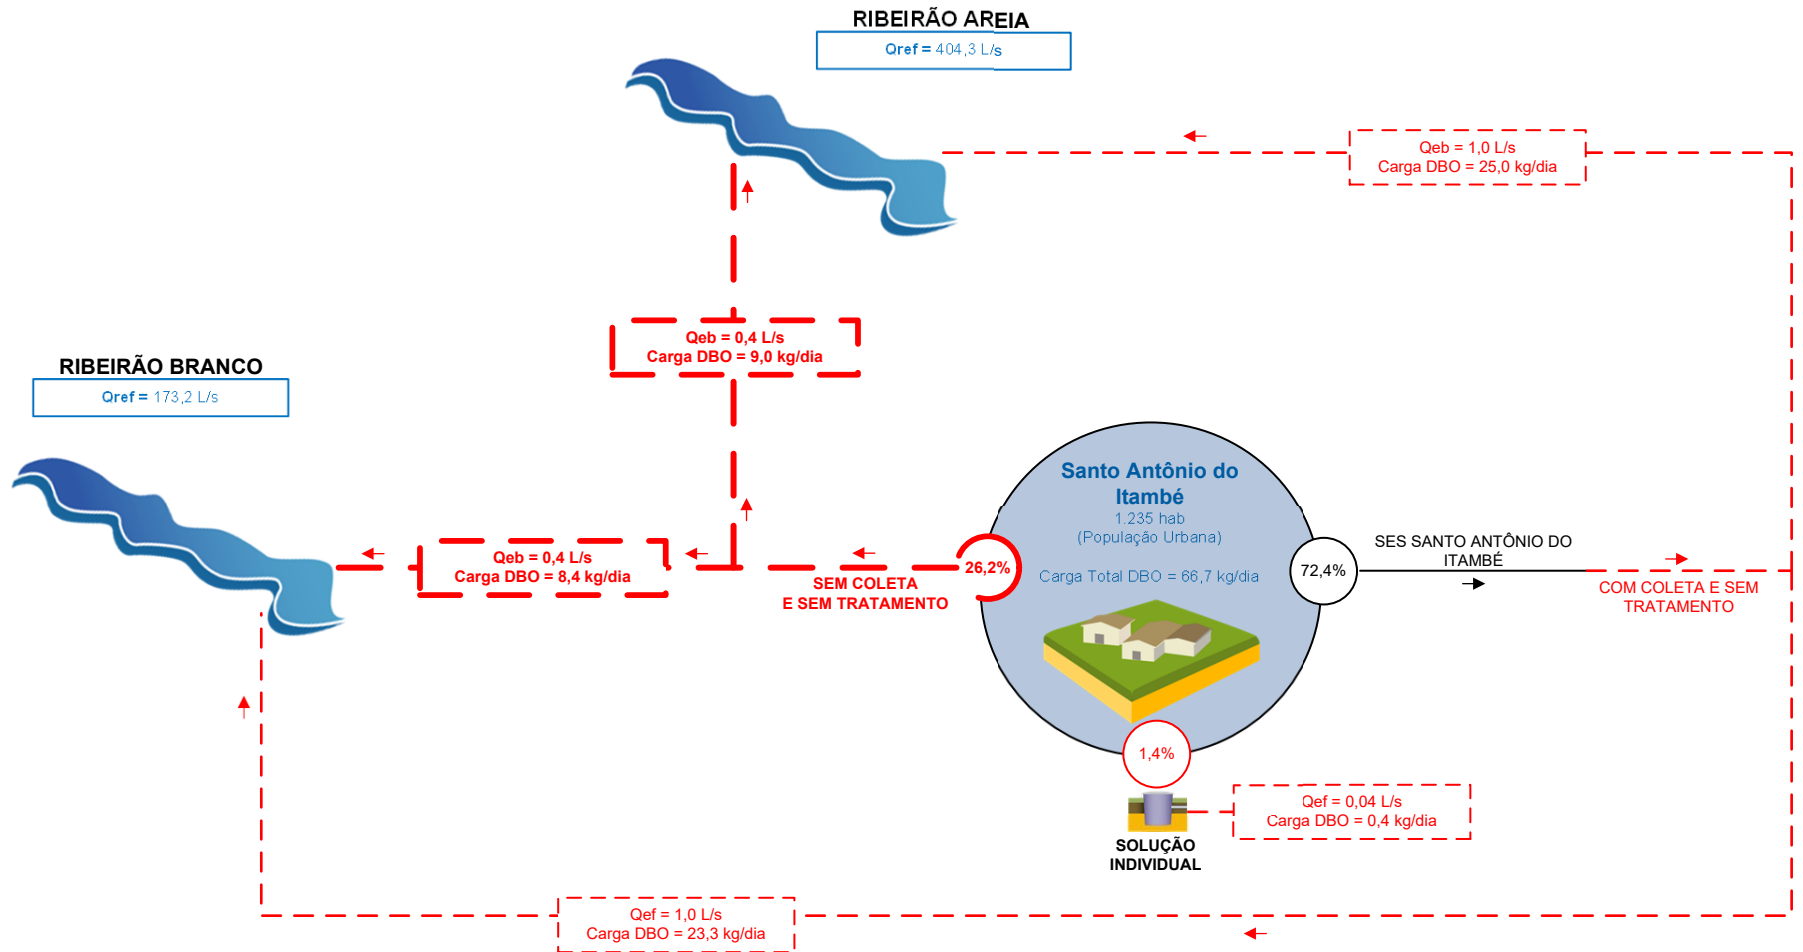 RIBEIRÃO AREIA
Qref = 404,3 L/s
Qeb = 1,0 L/s
Carga DBO = 25,0 kg/dia
Qeb = 0,4 L/s
Carga DBO = 9,0 kg/dia
RIBEIRÃO BRANCO
Qref = 173,2 L/s
Qeb = 0,4 L/s
Carga DBO = 8,4 kg/dia
SEM COLETA
E SEM TRATAMENTO
26,2%
Santo Antônio do
Itambé
1.235 hab
(População Urbana)
Carga Total DBO = 66,7 kg/dia
72,4%
SES SANTO ANTÔNIO DO
ITAMBÉ
COM COLETA E SEM
TRATAMENTO
1,4%
SOLUÇÃO
INDIVIDUAL
Qef = 0,04 L/s
Carga DBO = 0,4 kg/dia
Qef = 1,0 L/s
Carga DBO = 23,3 kg/dia